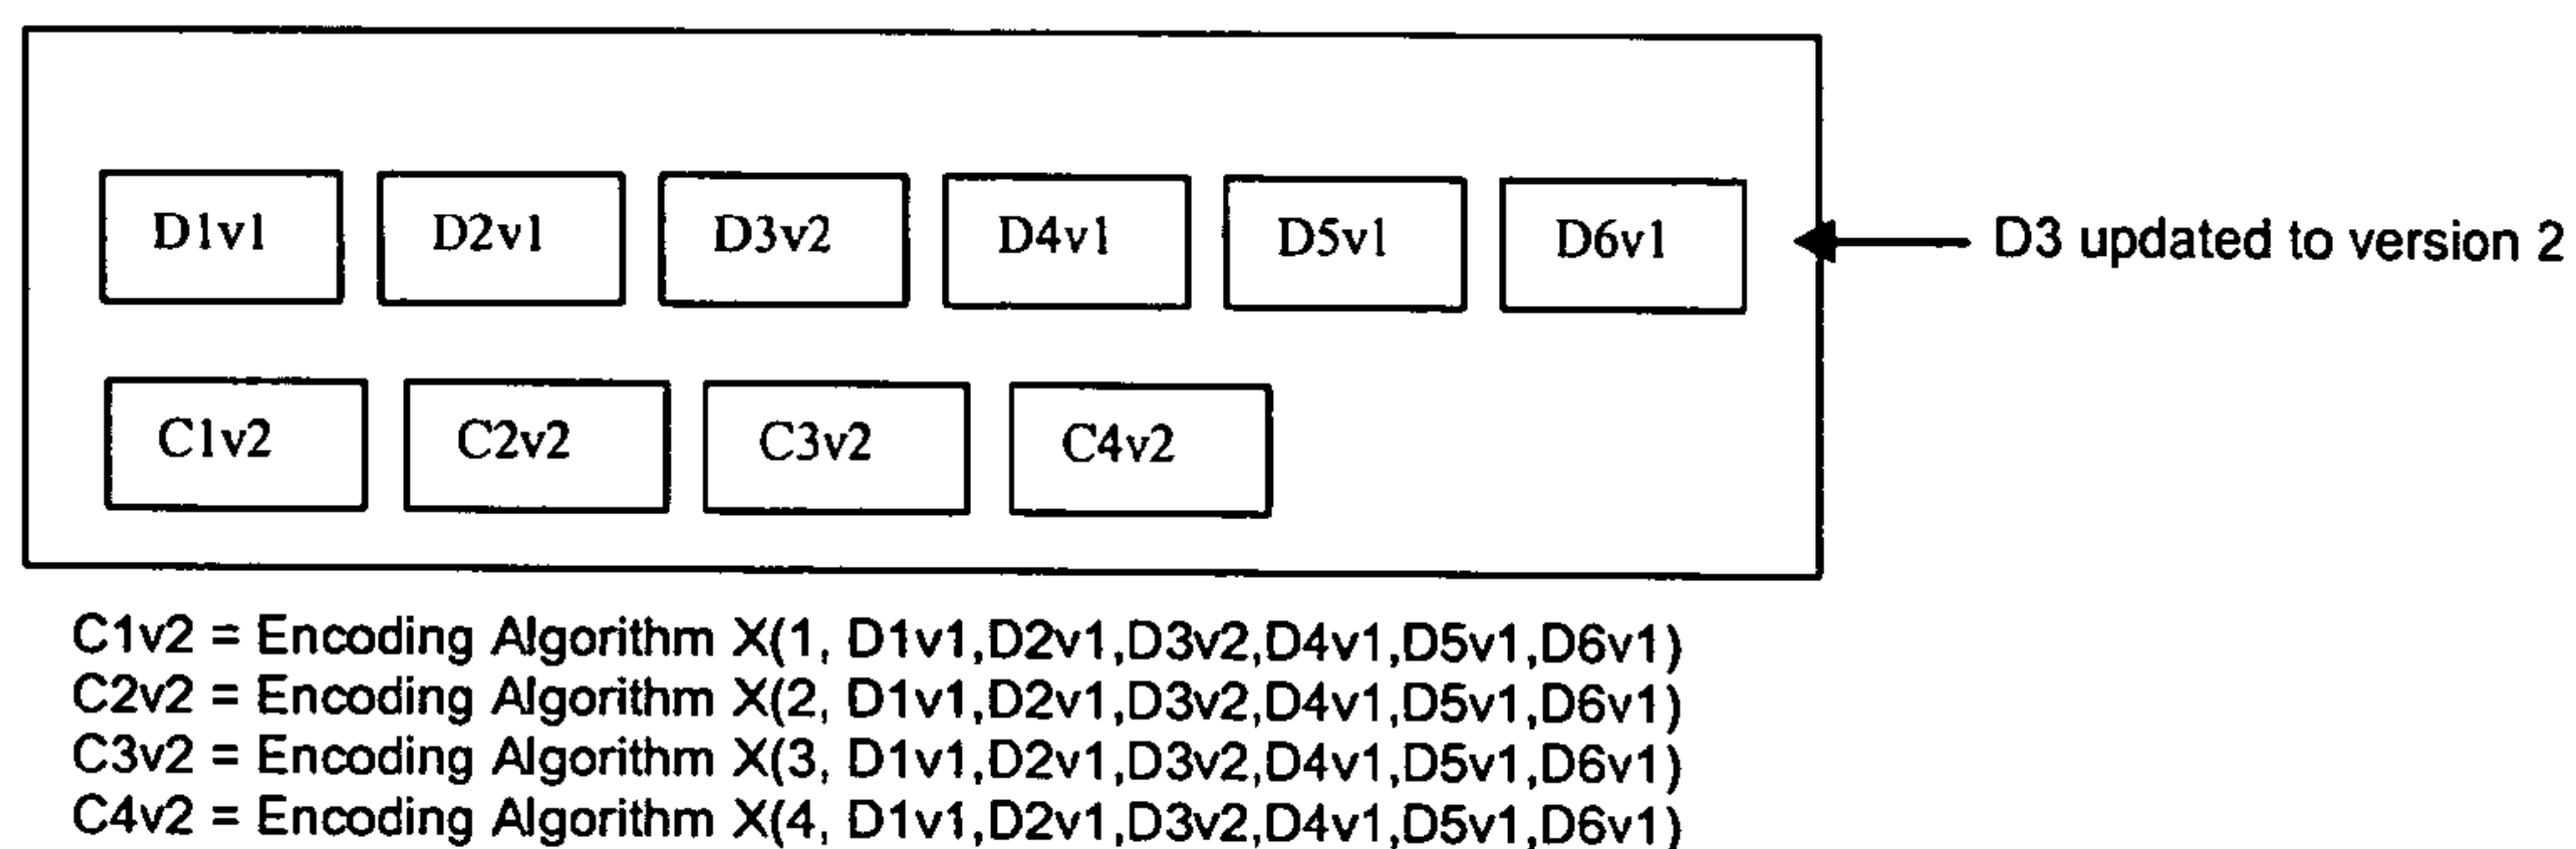 D1v1 D2v1 D3v2 D4v1 D5v1 D6v1 D3 updated to version 2
C1v2 C2v2 C3v2 C4v2
C1v2 = Encoding Algorithm X(1, D1v1,D2v1,D3v2,D4v1,D5v1,D6v1)
C2v2 = Encoding Algorithm X(2, D1v1,D2v1,D3v2,D4v1,D5v1,D6v1)
C3v2 = Encoding Algorithm X(3, D1v1,D2v1,D3v2,D4v1,D5v1,D6v1)
C4v2 = Encoding Algorithm X(4, D1v1,D2v1,D3v2,D4v1,D5v1,D6v1)